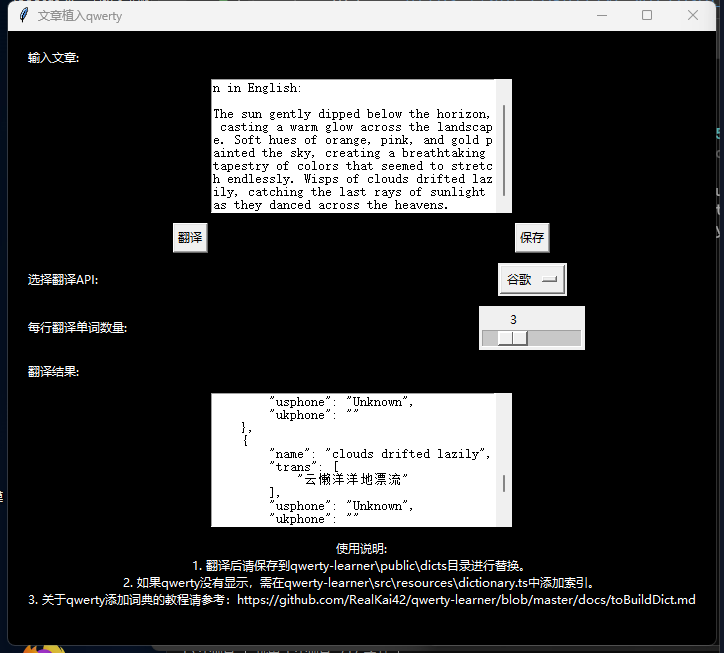 文章植入qwerty
输入文章:
n in English:
The sun gently dipped below the horizon,
 casting a warm glow across the landscap
e. Soft hues of orange, pink, and gold p
ainted the sky, creating a breathtaking
tapestry of colors that seemed to stretc
h endlessly. Wisps of clouds drifted laz
ily, catching the last rays of sunlight
as they danced across the heavens.
翻译
保存
选择翻译API:
谷歌
每行翻译单词数量:
3
翻译结果:
"usphone": "Unknown",
"ukphone": ""
},
{
"name": "clouds drifted lazily",
"trans": [
"云懒洋洋地漂流"
],
"usphone": "Unknown",
"ukphone": ""
使用说明:
1. 翻译后请保存到qwerty-learner\public\dicts目录进行替换。
2. 如果qwerty没有显示，需在qwerty-learner\src\resources\dictionary.ts中添加索引。
3. 关于qwerty添加词典的教程请参考：https://github.com/RealKai42/qwerty-learner/blob/master/docs/toBuildDict.md